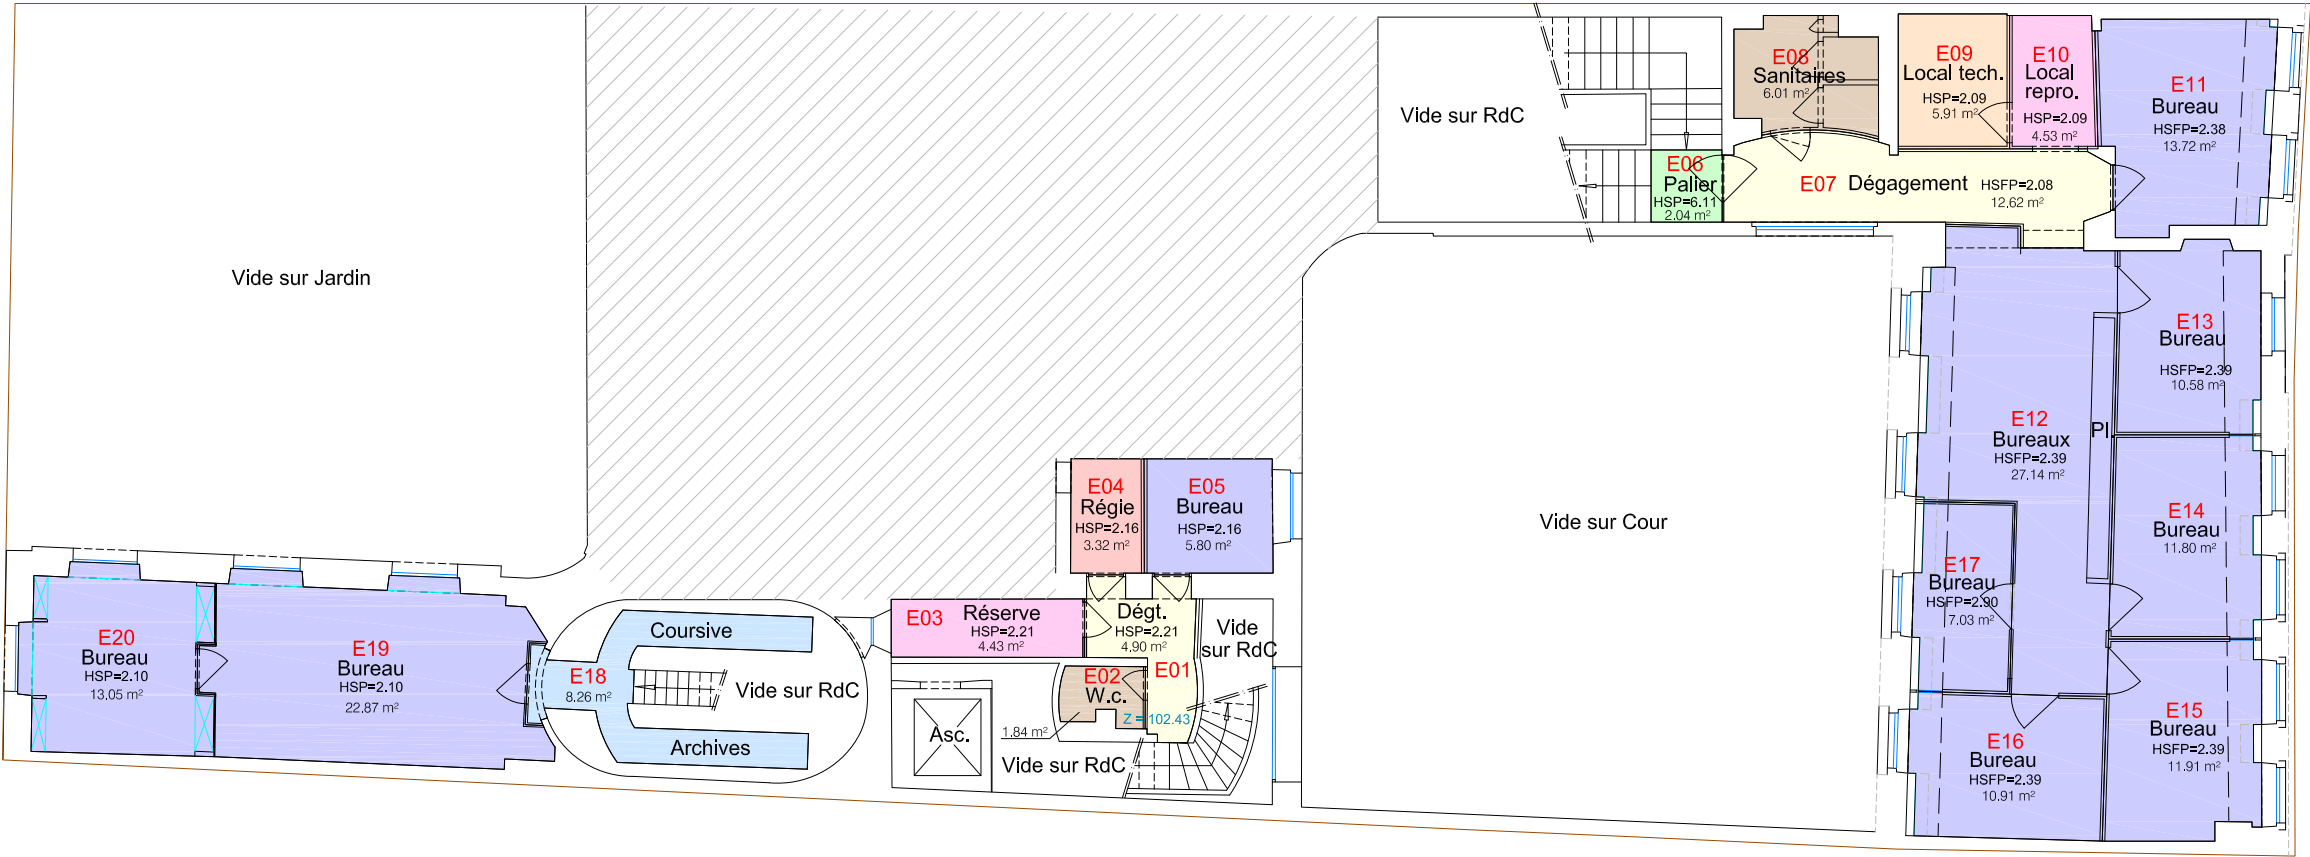 Vide sur Jardin
Vide sur RdC
E08
Sanitaires
6.01 m²
E09
Local tech.
HSP=2.09
5.91 m²
E10
Local
repro.
HSP=2.09
4.53 m²
E11
Bureau
HSFP=2.38
13.72 m²
E06
Palier
HSP=6.11
2.04 m²
E07 Dégagement HSFP=2.08
12.62 m²
E13
Bureau
HSFP=2.39
10.58 m²
E12
Bureaux
HSFP=2.39
27.14 m²
Pl.
E14
Bureau
11.80 m²
E17
Bureau
HSFP=2.90
7.03 m²
E15
Bureau
HSFP=2.39
11.91 m²
E16
Bureau
HSFP=2.39
10.91 m²
Vide sur Cour
E04
Régie
HSP=2.16
3.32 m²
E05
Bureau
HSP=2.16
5.80 m²
E03 Réserve
HSP=2.21
4.43 m²
Dégt.
HSP=2.21
4.90 m²
E01
Vide
sur RdC
E02
W.c.
1.84 m²
Z = 102.43
Asc.
Vide sur RdC
Coursive
E18
8.26 m²
Vide sur RdC
Archives
E19
Bureau
HSP=2.10
22.87 m²
E20
Bureau
HSP=2.10
13.05 m²